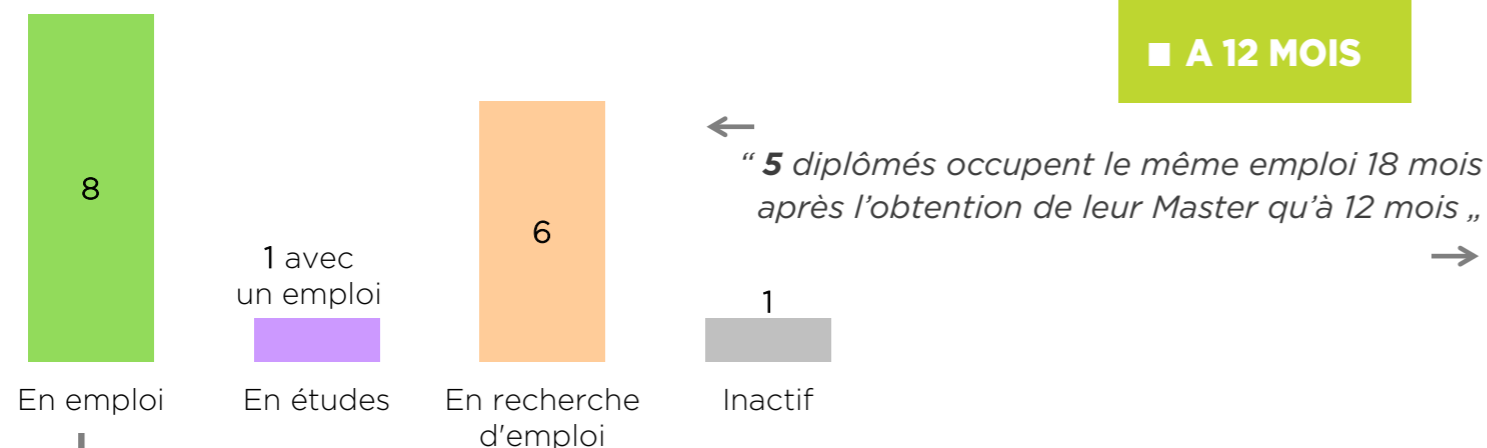 ■ A 12 MOIS
“ 5 diplômés occupent le même emploi 18 mois
après l’obtention de leur Master qu’à 12 mois „
8
1 avec
un emploi
6
1
En emploi
En études
En recherche
d'emploi
Inactif